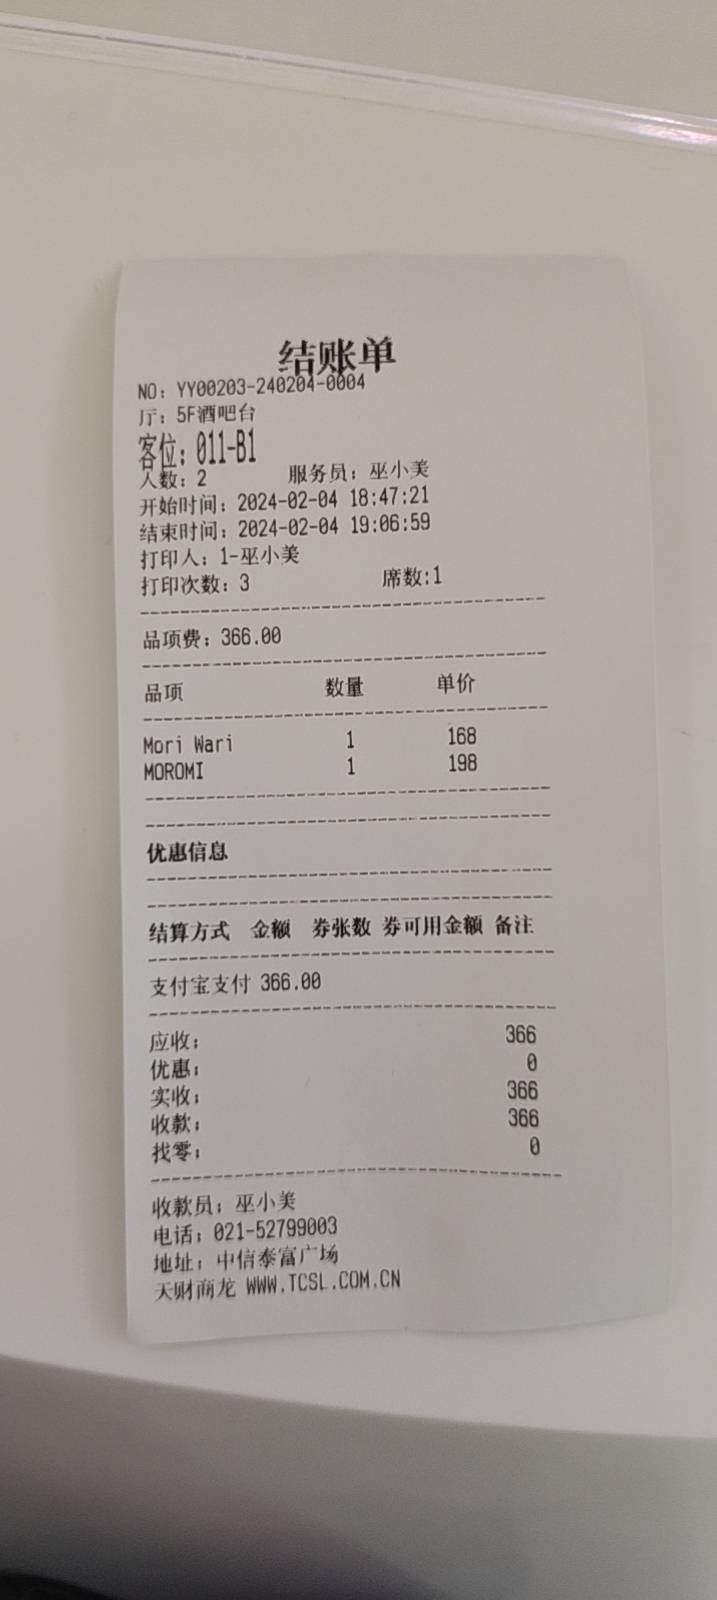 结账单
NO: YY00203-240204-0004
厅: 5F酒吧台
客位: 011-B1
人数: 2 服务员: 巫小美
开始时间: 2024-02-04 18:47:21
结束时间: 2024-02-04 19:06:59
打印人: 1-巫小美
打印次数: 3 席数:1
品项费: 366.00
品项 数量 单价
Mori Wari 1 168
MOROMI 1 198
优惠信息
结算方式 金额 券张数 券可用金额 备注
支付宝支付 366.00
应收: 366
优惠: 0
实收: 366
收款: 366
找零: 0
收款员: 巫小美
电话: 021-52799003
地址: 中信泰富广场
天财商龙 WWW.TCSL.COM.CN